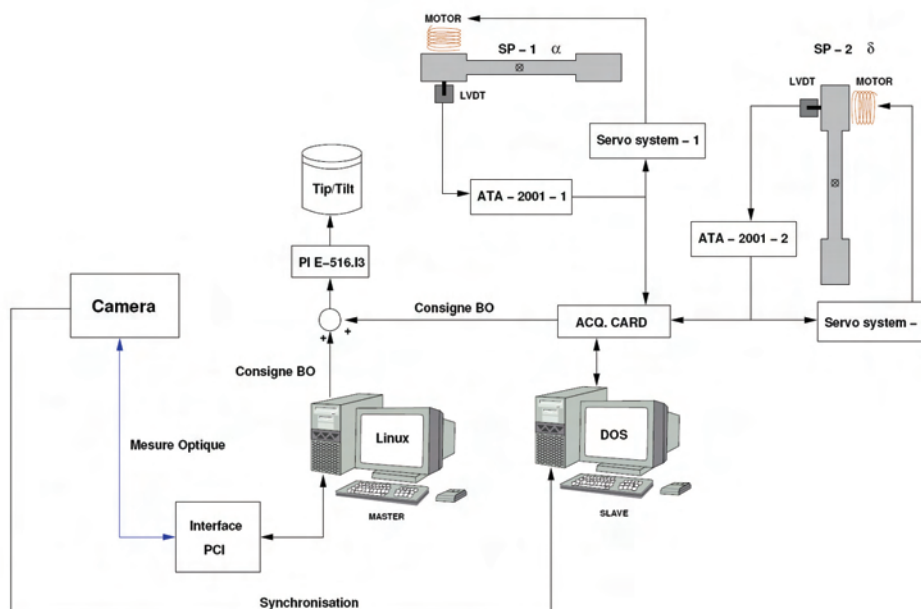 MOTOR
SP – 1 α
SP – 2 δ
LVDT
LVDT
MOTOR
Servo system – 1
Tip/Tilt
ATA – 2001 – 1
ATA – 2001 – 2
PI E–516.I3
Camera
Consigne BO
ACQ. CARD
Servo system –
+ +
Consigne BO
Linux
DOS
Mesure Optique
MASTER
SLAVE
Interface
PCI
Synchronisation